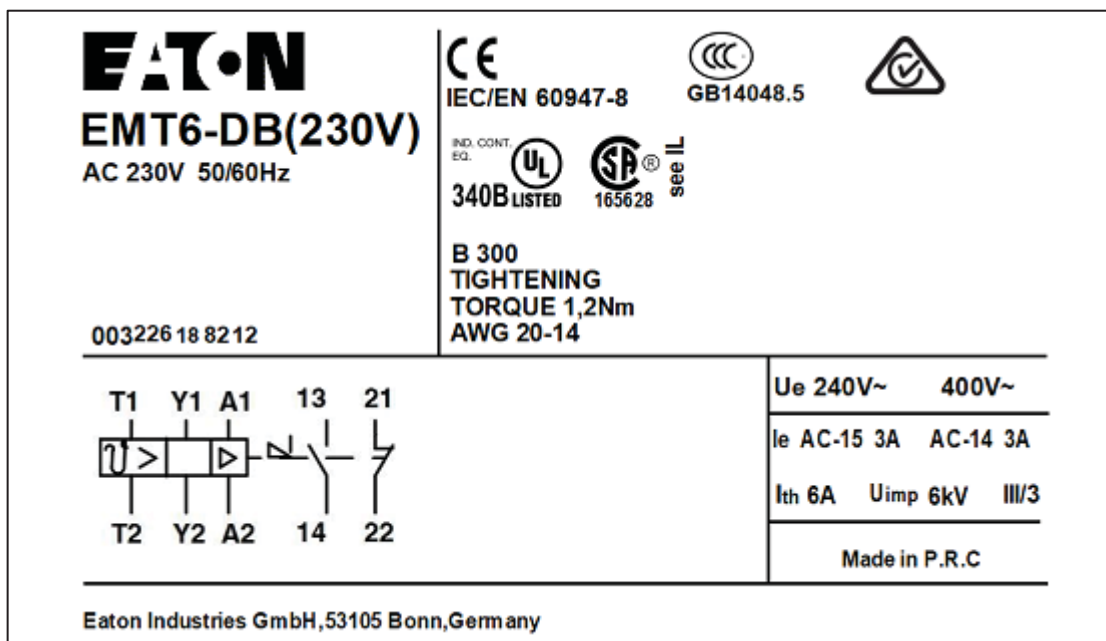 EATON
EMT6-DB(230V)
AC 230V 50/60Hz
003226 18 8212
CE
IEC/EN 60947-8
CCC
GB14048.5
IND. CONT.
EQ.
340B
UL
LISTED
SA ®
165628
see IL
B 300
TIGHTENING
TORQUE 1,2Nm
AWG 20-14
T1 Y1 A1 13 21
T2 Y2 A2 14 22
Ue 240V~ 400V~
Ie AC-15 3A AC-14 3A
Ith 6A Uimp 6kV III/3
Made in P.R.C
Eaton Industries GmbH,53105 Bonn,Germany